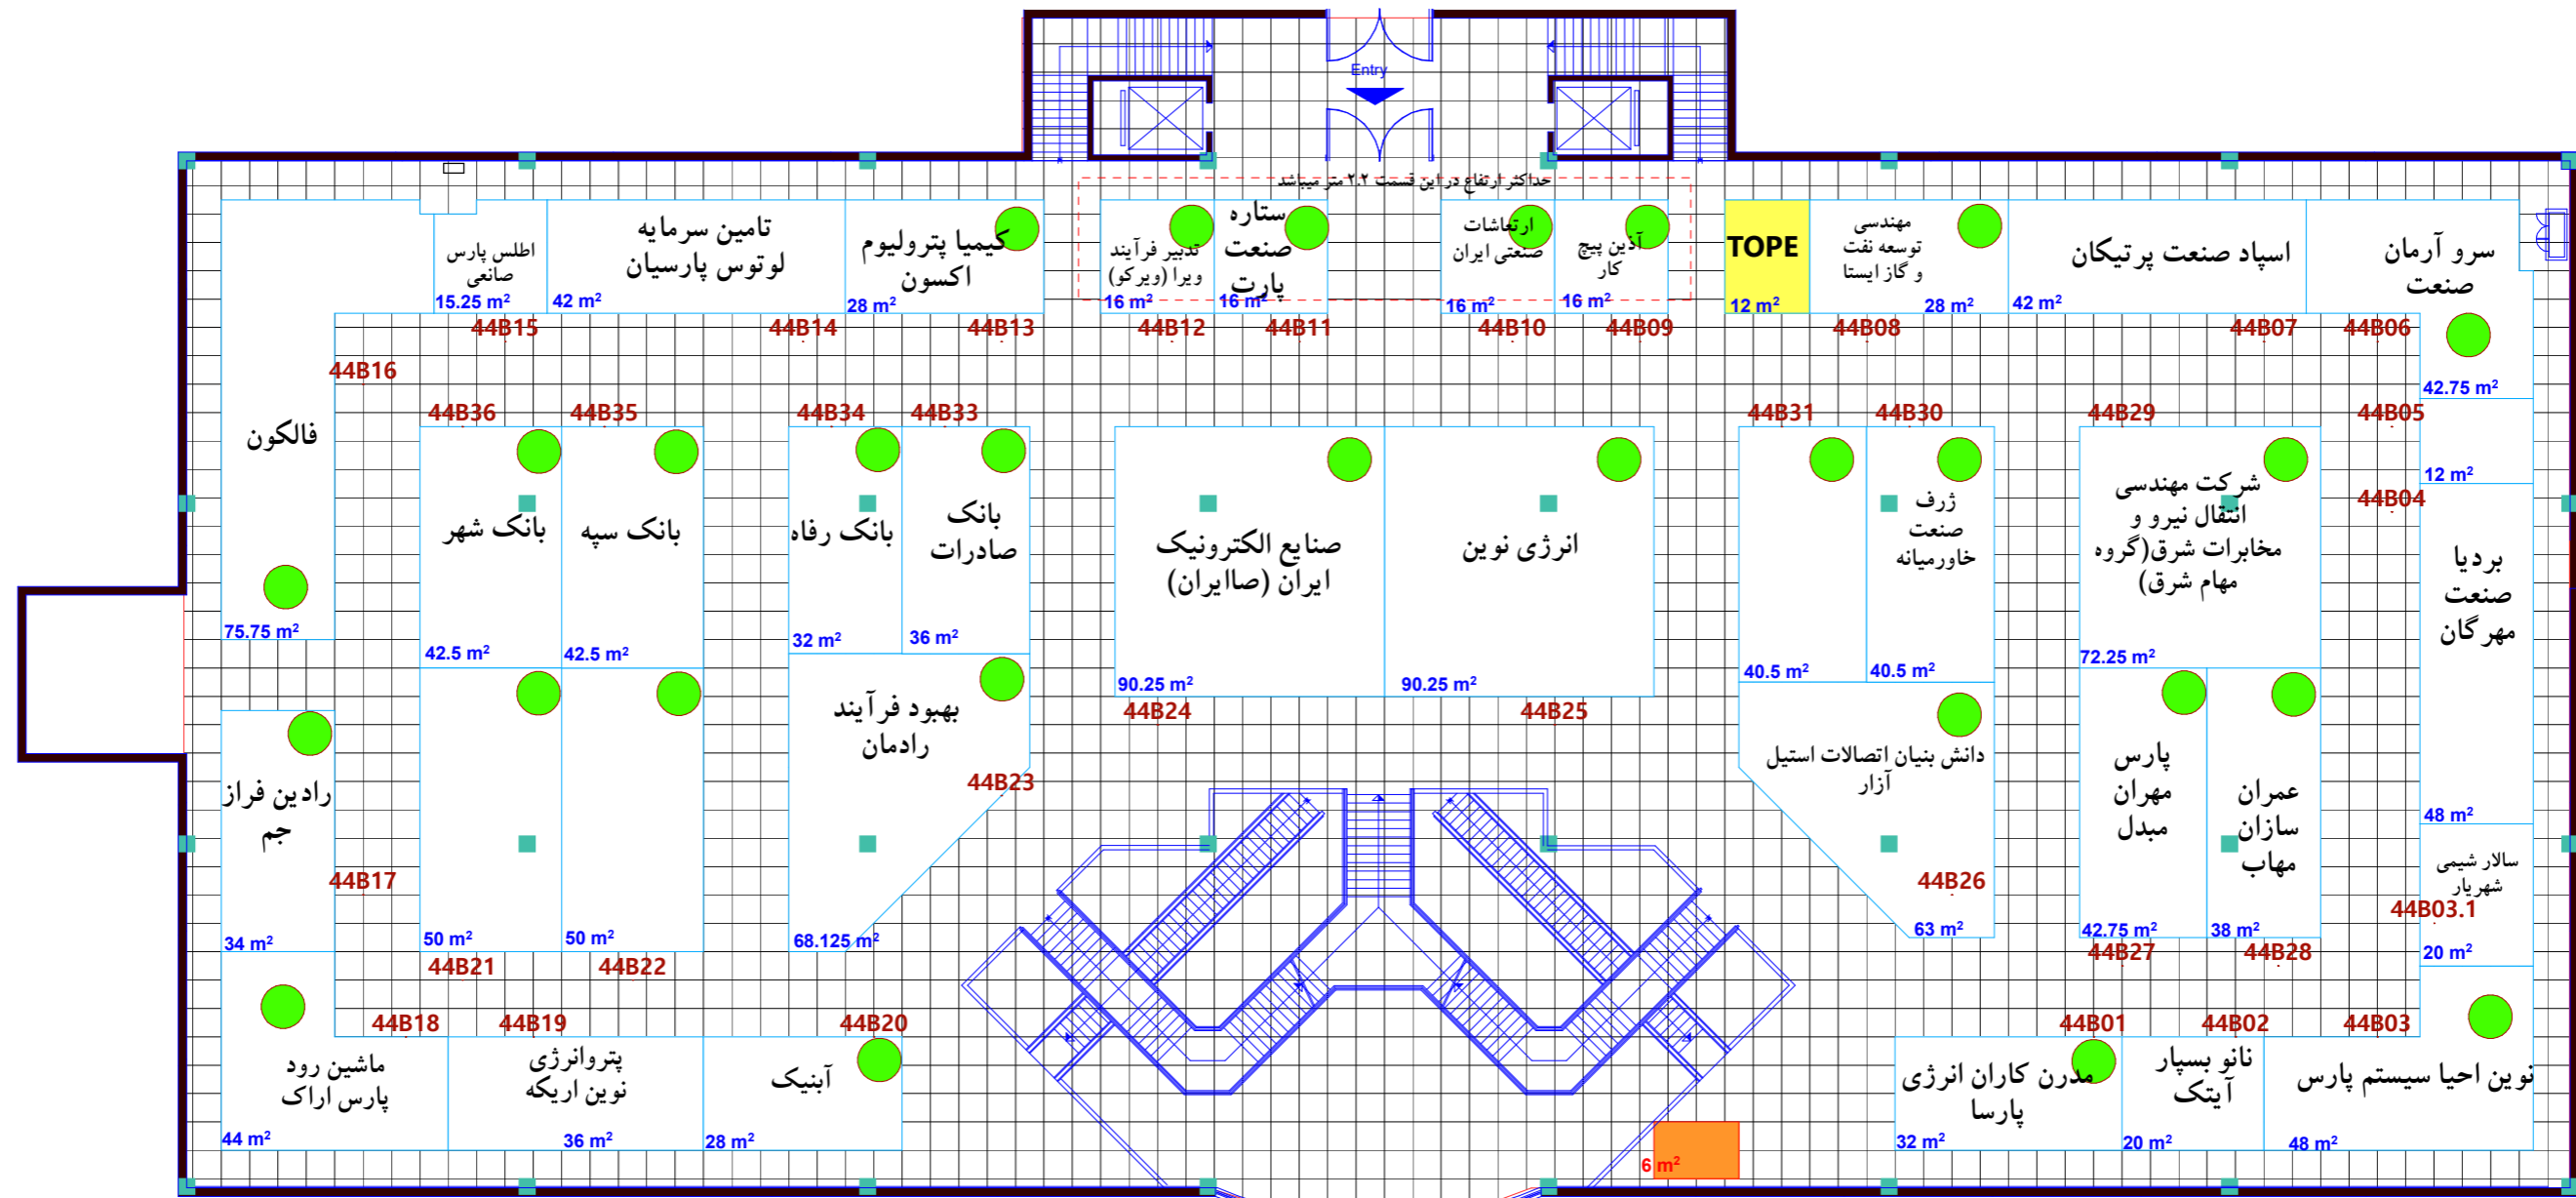 Entry
حداکثر ارتفاع در این قسمت ۲.۲ متر میباشد
اطلس پارس
صانعی
15.25 m²
44B15
تامین سرمایه
لوتوس پارسیان
42 m²
44B14
کیمیا پترولیوم
اکسون
28 m²
44B13
تدبیر فرآیند
ویرا (ویرکو)
16 m²
44B12
ستاره
صنعت
پارت
16 m²
44B11
ارتعاشات
صنعتی ایران
16 m²
44B10
آذین پیچ
کار
16 m²
44B09
TOPE
12 m²
مهندسی
توسعه نفت
و گاز ایستا
28 m²
44B08
اسپاد صنعت پرتیکان
42 m²
44B07
سرو آرمان
صنعت
42.75 m²
44B06
44B16
فالکون
75.75 m²
44B36
بانک شهر
42.5 m²
44B35
بانک سپه
42.5 m²
44B34
بانک رفاه
32 m²
44B33
بانک
صادرات
36 m²
صنایع الکترونیک
ایران (صاایران)
90.25 m²
44B24
انرژی نوین
90.25 m²
44B25
44B31
40.5 m²
44B30
ژرف
صنعت
خاورمیانه
40.5 m²
44B29
شرکت مهندسی
انتقال نیرو و
مخابرات شرق(گروه
مهام شرق)
72.25 m²
44B05
12 m²
44B04
بردیا
صنعت
مهرگان
48 m²
رادین فراز
جم
34 m²
44B17
50 m²
44B21
50 m²
44B22
بهبود فرآیند
رادمان
44B23
68.125 m²
دانش بنیان اتصالات استیل
آزار
44B26
63 m²
پارس
مهران
مبدل
42.75 m²
44B27
عمران
سازان
مهاب
38 m²
44B28
سالار شیمی
شهریار
44B03.1
20 m²
44B18
ماشین رود
پارس اراک
44 m²
44B19
پتروانرژی
نوین اریکه
36 m²
44B20
آبنیک
28 m²
6 m²
44B01
مدرن کاران انرژی
پارسا
32 m²
44B02
نانو بسپار
آیتک
20 m²
44B03
نوین احیا سیستم پارس
48 m²